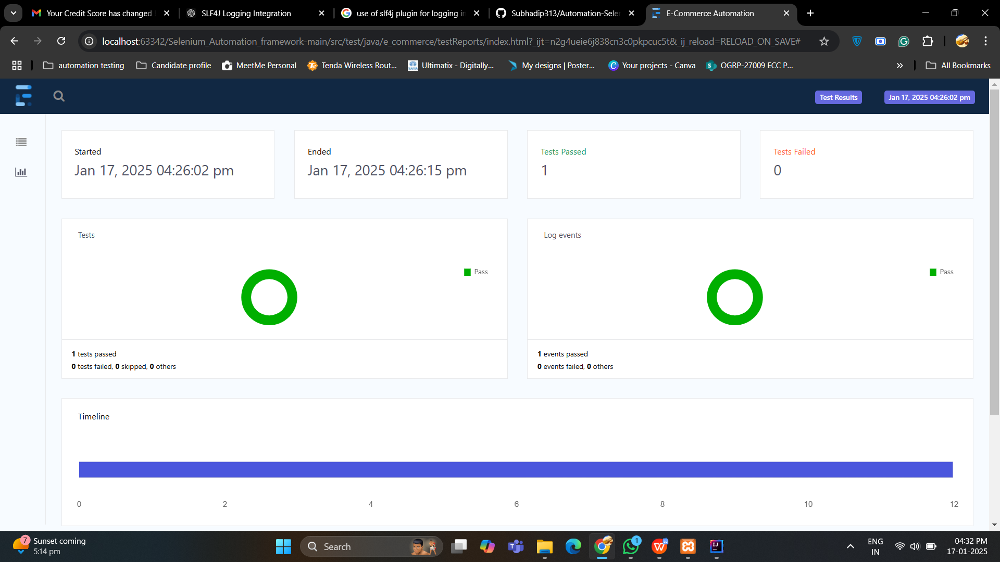 Your Credit Score has changed
SLF4J Logging Integration
use of slf4j plugin for logging in
Subhadip313/Automation-Sele
E-Commerce Automation
localhost:63342/Selenium_Automation_framework-main/src/test/java/e_commerce/testReports/index.html?_ijt=n2g4ueie6j838cn3c0pkpcuc5t&_ij_reload=RELOAD_ON_SAVE#
automation testing
Candidate profile
MeetMe Personal
Tenda Wireless Rout...
TATA
Ultimatix - Digitally...
My designs | Poster...
Your projects - Canva
OGRP-27009 ECC P...
All Bookmarks
Test Results
Jan 17, 2025 04:26:02 pm
Started
Jan 17, 2025 04:26:02 pm
Ended
Jan 17, 2025 04:26:15 pm
Tests Passed
1
Tests Failed
0
Tests
Pass
1 tests passed
0 tests failed, 0 skipped, 0 others
Log events
Pass
1 events passed
0 events failed, 0 others
Timeline
0 2 4 6 8 10 12
7
Sunset coming
5:14 pm
Search
1
ENG
IN
04:32 PM
17-01-2025